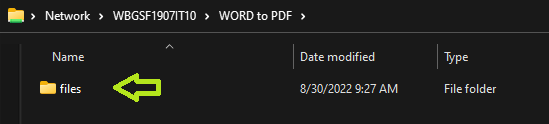 Network > WBGSF1907IT10 > WORD to PDF >
Name Date modified Type
files 8/30/2022 9:27 AM File folder